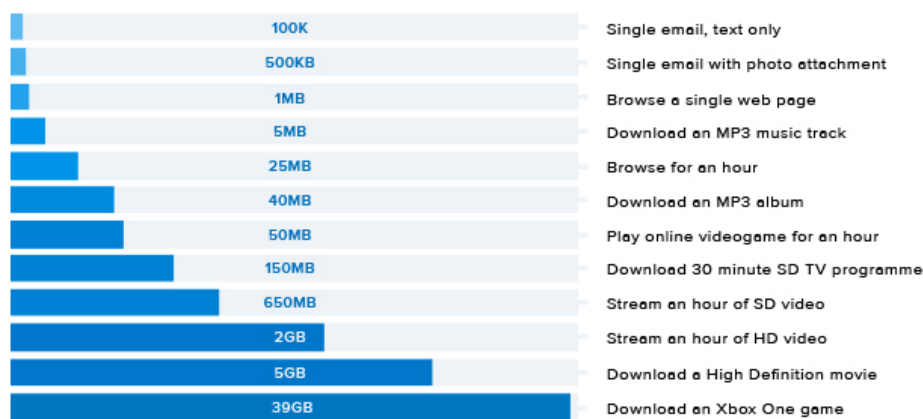 100K Single email, text only
500KB Single email with photo attachment
1MB Browse a single web page
5MB Download an MP3 music track
25MB Browse for an hour
40MB Download an MP3 album
50MB Play online videogame for an hour
150MB Download 30 minute SD TV programme
650MB Stream an hour of SD video
2GB Stream an hour of HD video
5GB Download a High Definition movie
39GB Download an Xbox One game